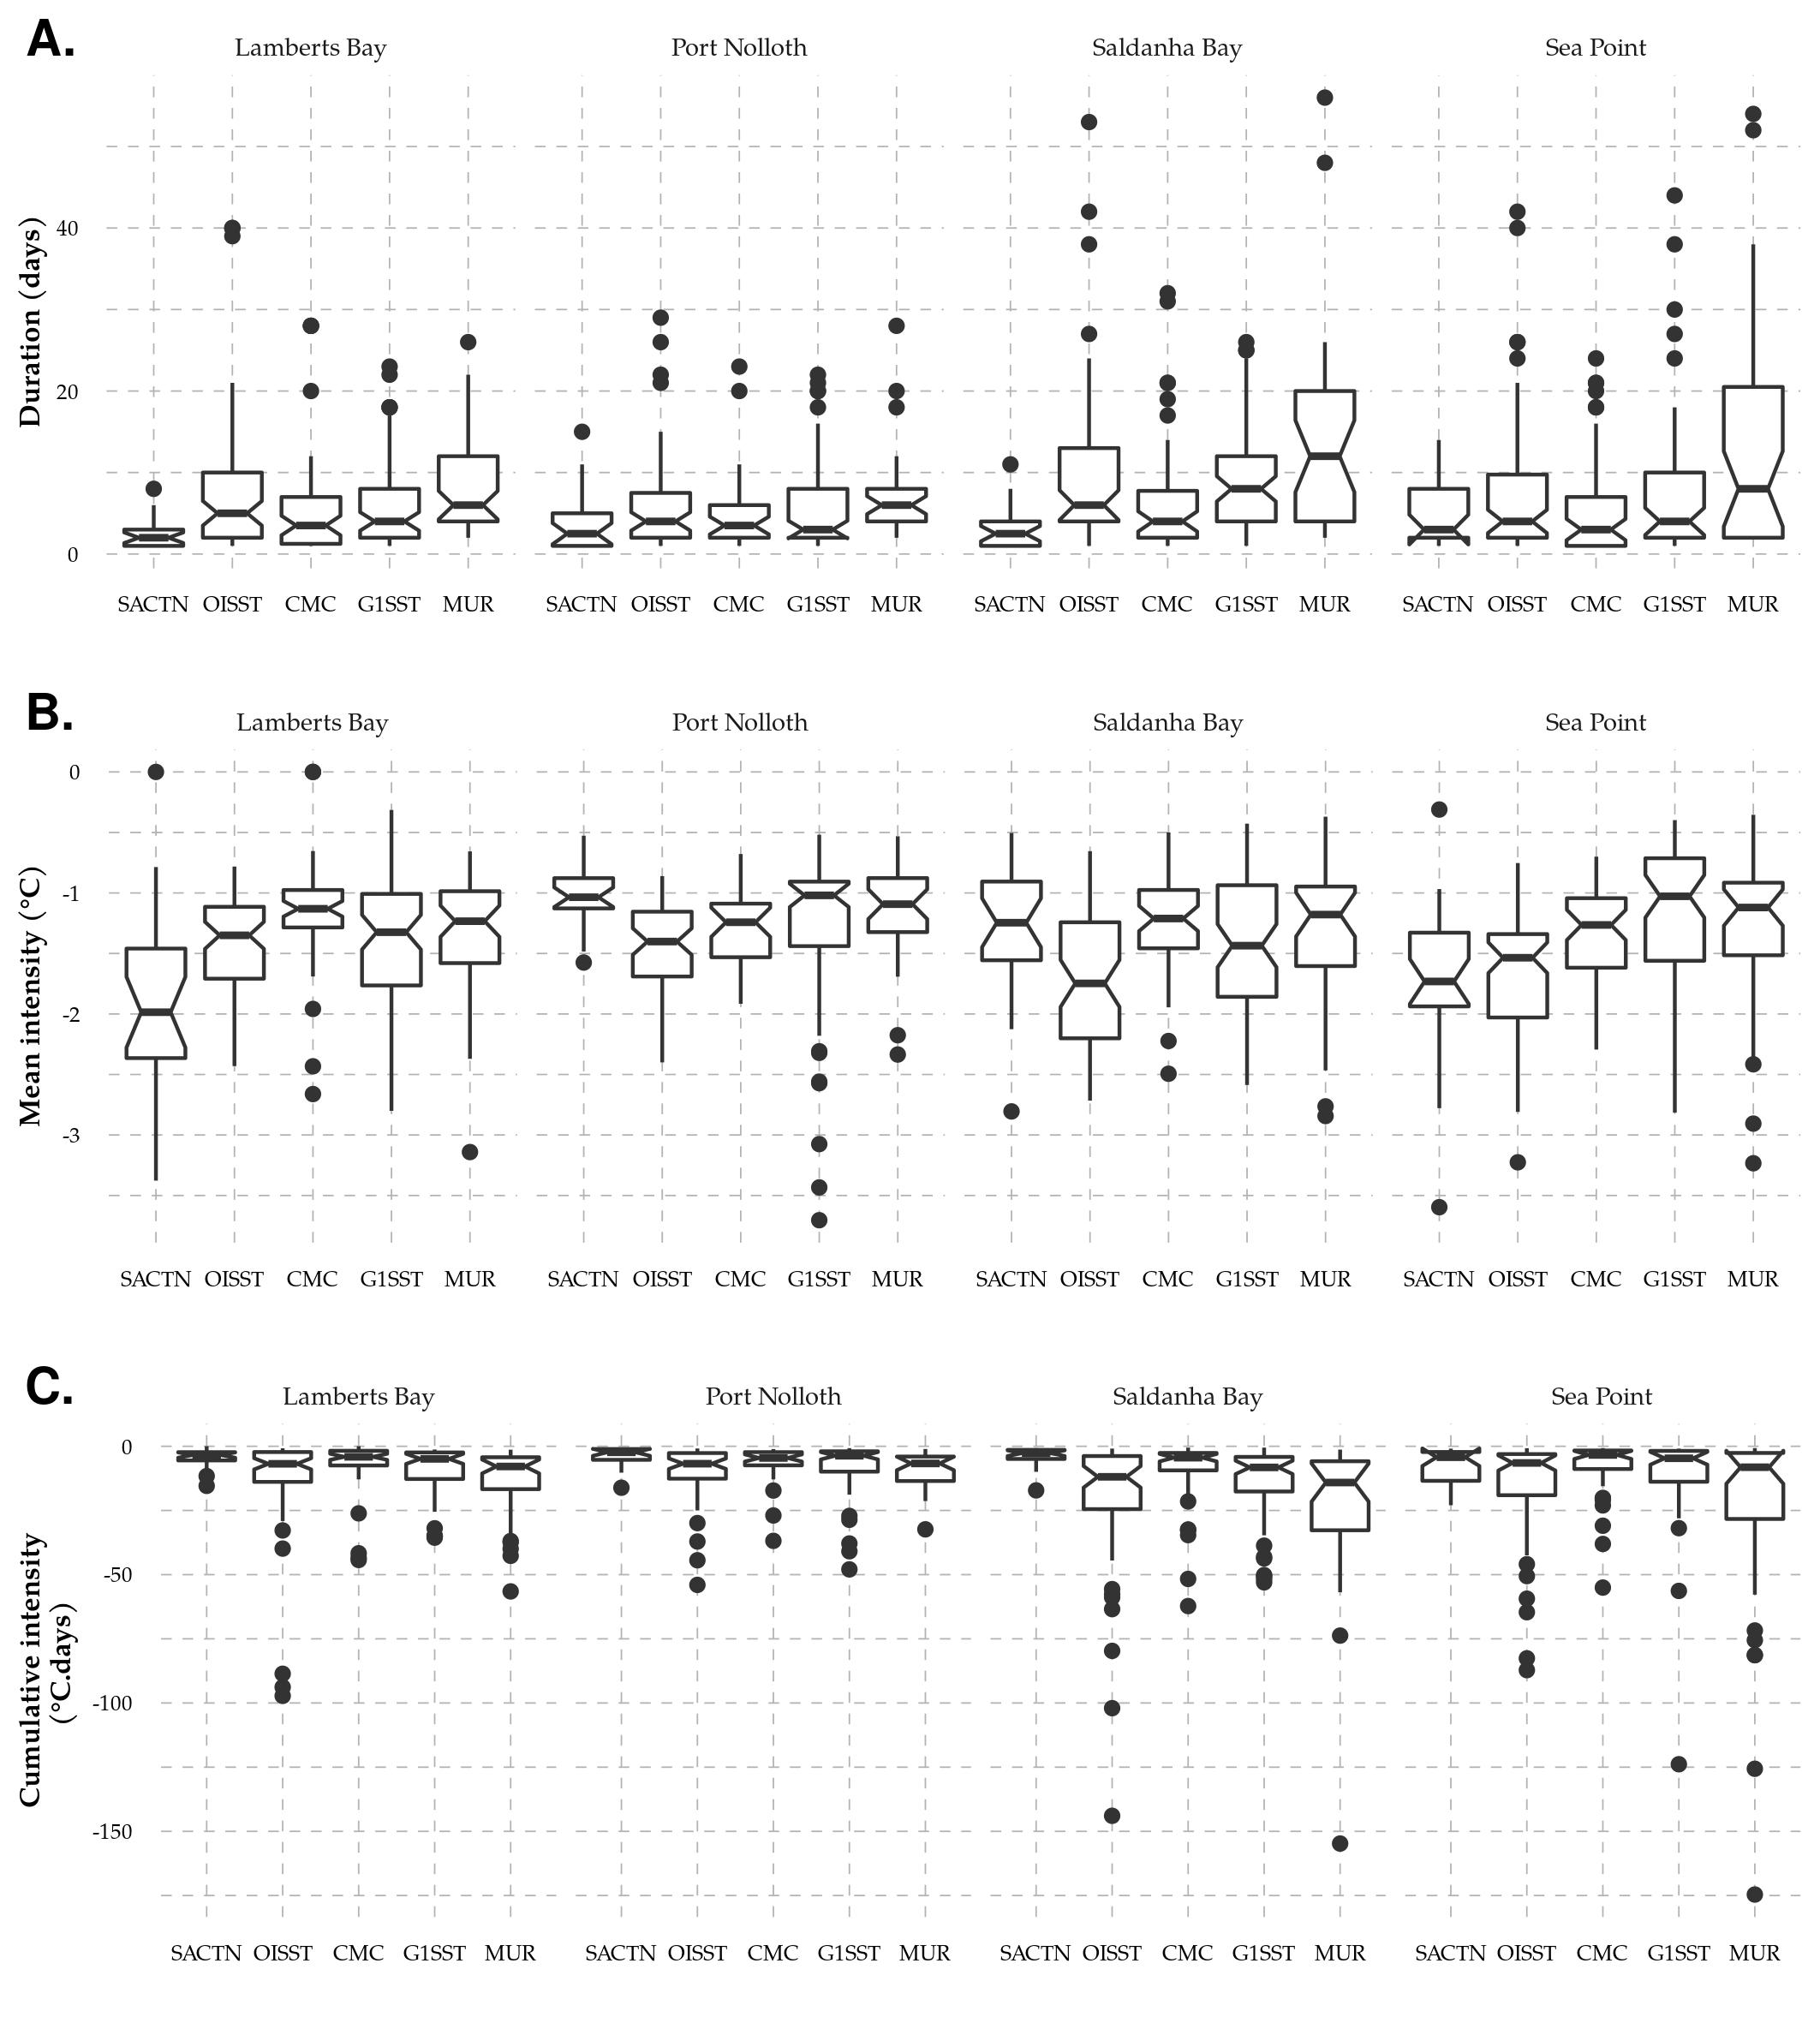 A.
Lamberts Bay Port Nolloth Saldanha Bay Sea Point
Duration (days)
40
20
0
SACTN OISST CMC G1SST MUR SACTN OISST CMC G1SST MUR SACTN OISST CMC G1SST MUR SACTN OISST CMC G1SST MUR
B.
Lamberts Bay Port Nolloth Saldanha Bay Sea Point
Mean intensity (°C)
0
-1
-2
-3
SACTN OISST CMC G1SST MUR SACTN OISST CMC G1SST MUR SACTN OISST CMC G1SST MUR SACTN OISST CMC G1SST MUR
C.
Lamberts Bay Port Nolloth Saldanha Bay Sea Point
Cumulative intensity
(°C.days)
0
-50
-100
-150
SACTN OISST CMC G1SST MUR SACTN OISST CMC G1SST MUR SACTN OISST CMC G1SST MUR SACTN OISST CMC G1SST MUR